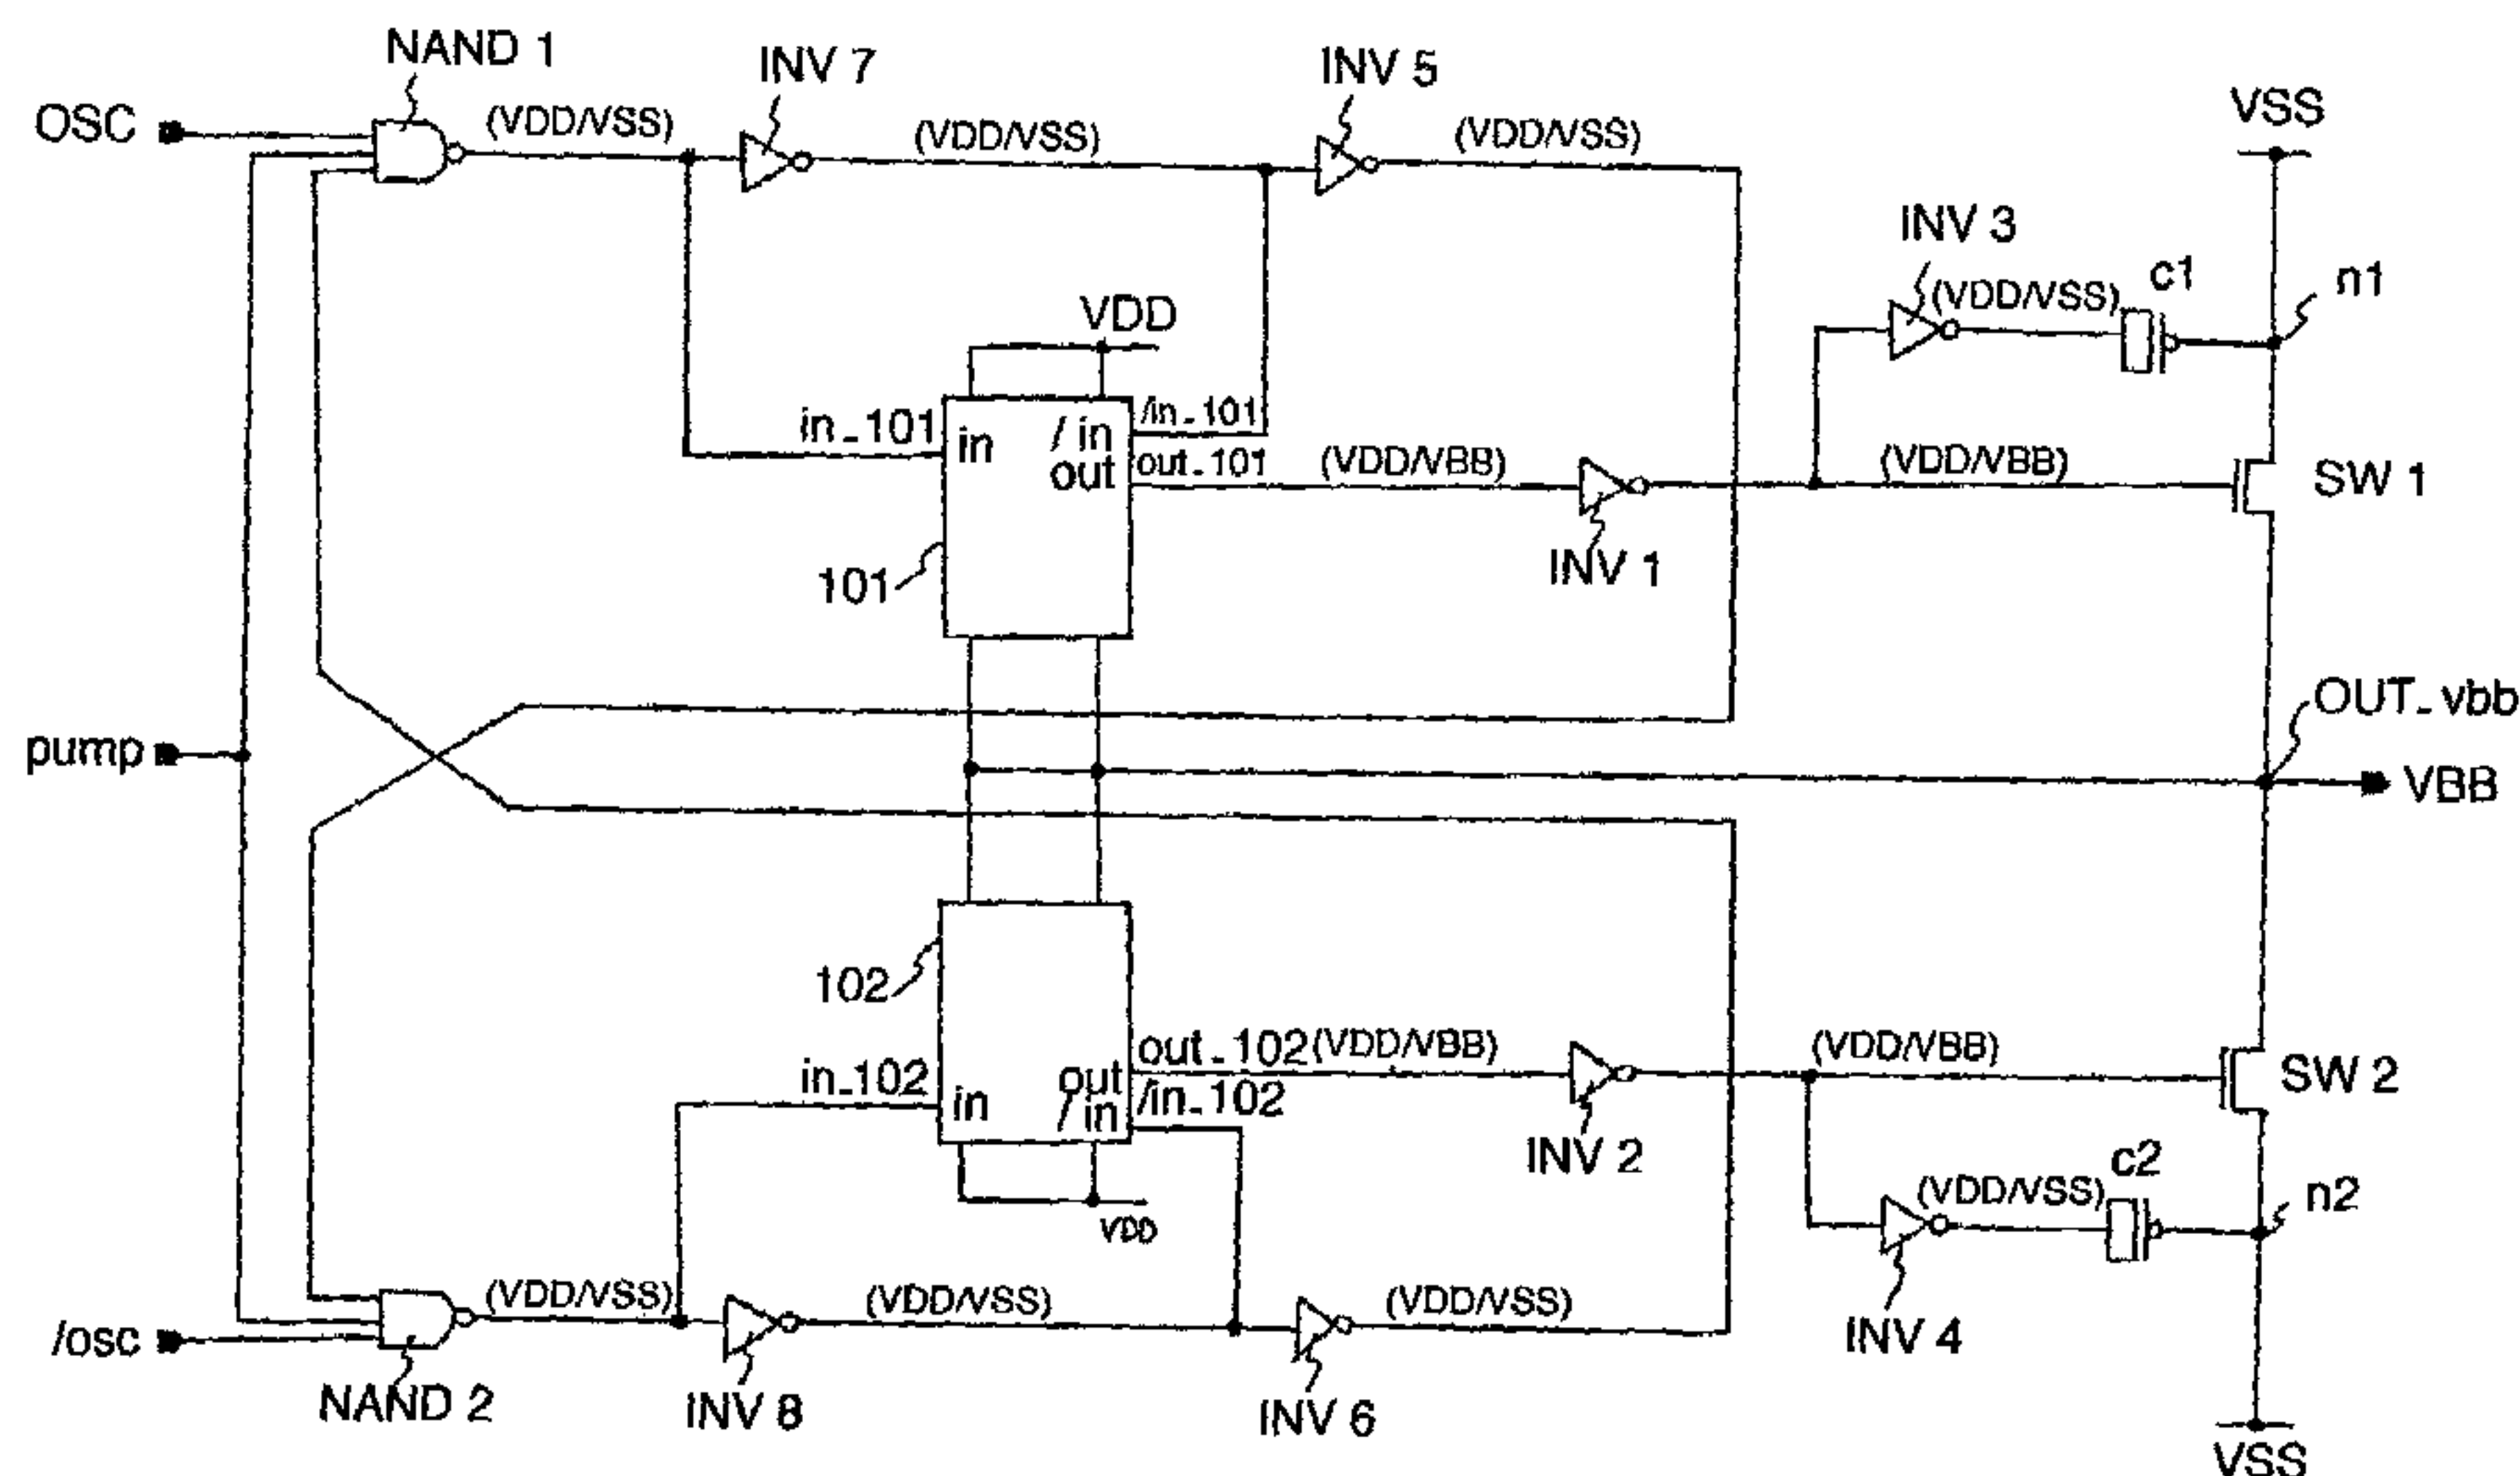 NAND 1
INV 7
INV 5
OSC
(VDD/VSS)
(VDD/VSS)
(VDD/VSS)
VSS
INV 3
c1
n1
(VDD/VSS)
VDD
in_101
in
/in
/in_101
out
out_101
(VDD/VBB)
(VDD/VBB)
SW 1
101
INV 1
OUT_vbb
pump
VBB
102
out_102
(VDD/VBB)
(VDD/VBB)
in_102
in
out
/in
/in_102
SW 2
INV 2
c2
(VDD/VSS)
n2
VDD
(VDD/VSS)
(VDD/VSS)
(VDD/VSS)
/osc
INV 4
NAND 2
INV 8
INV 6
VSS